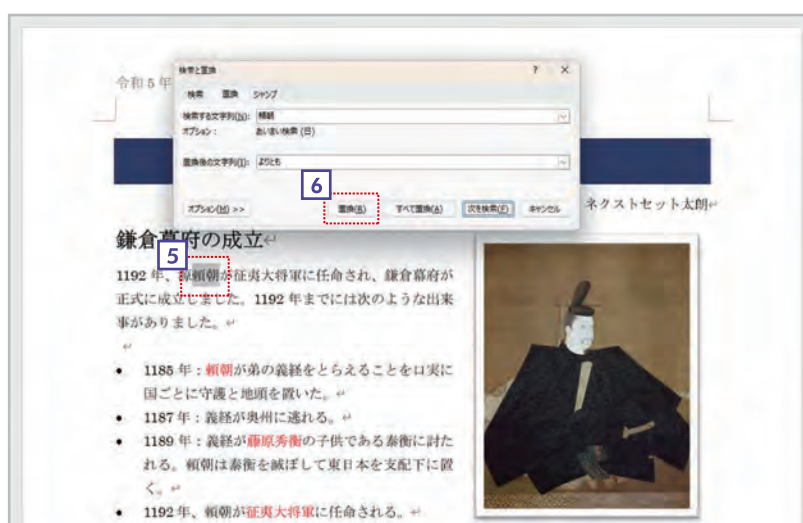 令和5年
検索と置換
? ×
検索 置換 ジャンプ
検索する文字列(N): 頼朝
オプション: あいまい検索 (日)
置換後の文字列(I): よりとも
6
オプション(M) >> 置換(R) すべて置換(A) 次を検索(F) キャンセル
ネクストセット太朗↵
鎌倉幕府の成立↵
5
1192年、源頼朝が征夷大将軍に任命され、鎌倉幕府が
正式に成立しました。1192年までには次のような出来
事がありました。↵
↵
• 1185年:頼朝が弟の義経をとらえることを口実に
国ごとに守護と地頭を置いた。↵
• 1187年:義経が奥州に逃れる。↵
• 1189年:義経が藤原秀衡の子供である泰衡に討た
れる。頼朝は泰衡を滅ぼして東日本を支配下に置
く。↵
• 1192年、頼朝が征夷大将軍に任命される。↵